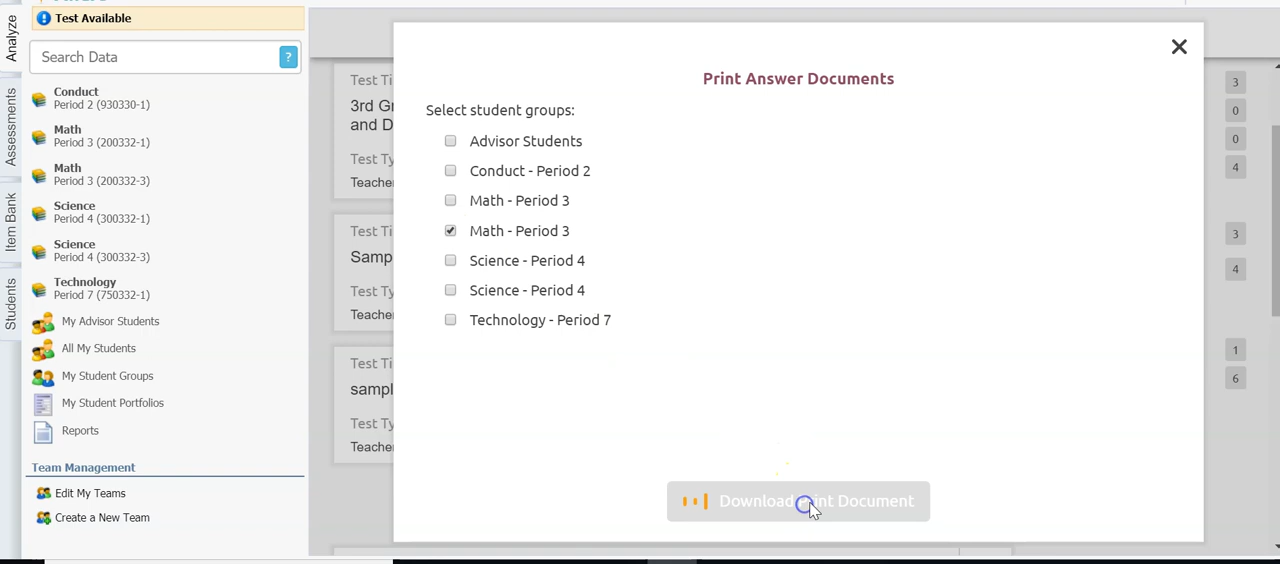 Test Available
Analyze
Assessments
Item Bank
Students
Search Data
?
Conduct
Period 2 (930330-1)
Math
Period 3 (200332-1)
Math
Period 3 (200332-3)
Science
Period 4 (300332-1)
Science
Period 4 (300332-3)
Technology
Period 7 (750332-1)
My Advisor Students
All My Students
My Student Groups
My Student Portfolios
Reports
Team Management
Edit My Teams
Create a New Team
Test Ti
3rd Gr
and D
Test Ty
Teache
Test Ti
Samp
Test Ty
Teache
Test Ti
sampl
Test Ty
Teache
Print Answer Documents
Select student groups:
Advisor Students
Conduct - Period 2
Math - Period 3
Math - Period 3
Science - Period 4
Science - Period 4
Technology - Period 7
Download Print Document
3
0
0
4
3
4
1
6